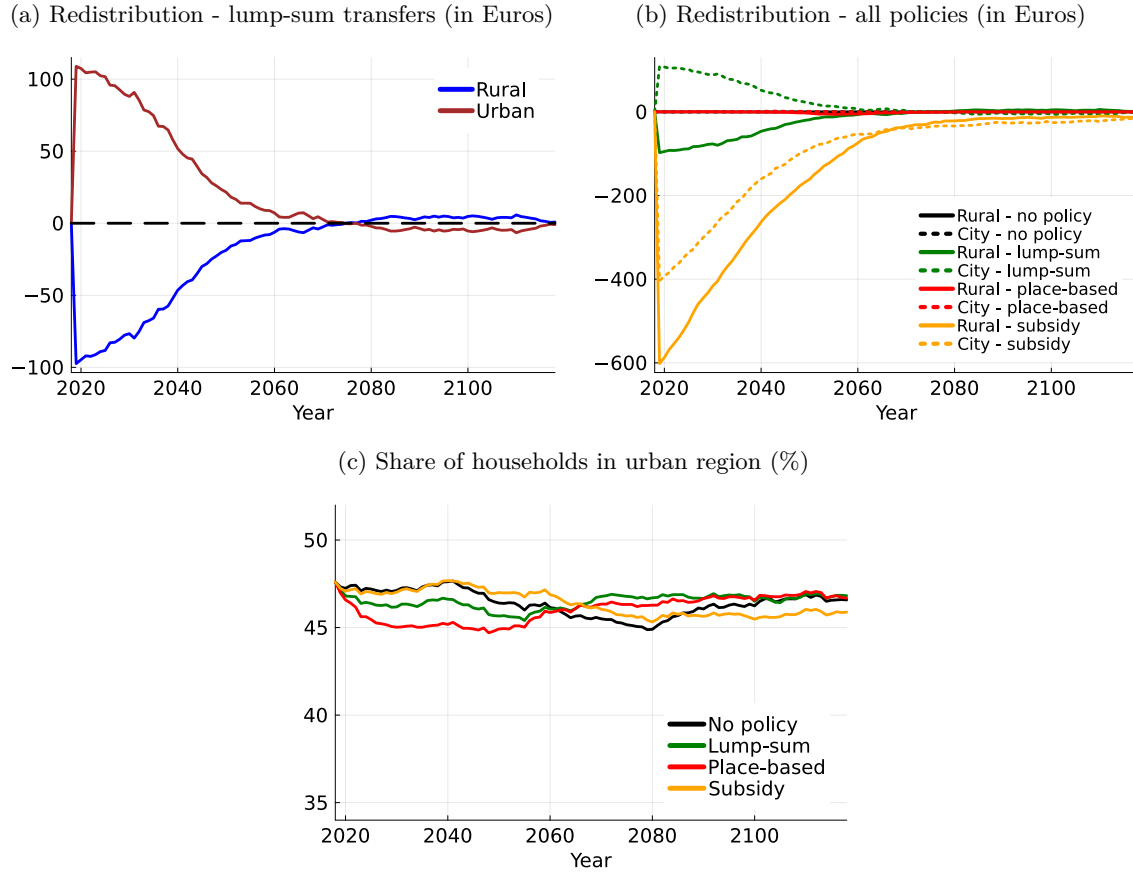 (a) Redistribution - lump-sum transfers (in Euros)
100
50
0
−50
−100
Rural
Urban
2020 2040 2060 2080 2100
Year
(b) Redistribution - all policies (in Euros)
0
−200
−400
−600
Rural - no policy
City - no policy
Rural - lump-sum
City - lump-sum
Rural - place-based
City - place-based
Rural - subsidy
City - subsidy
2020 2040 2060 2080 2100
Year
(c) Share of households in urban region (%)
50
45
40
35
No policy
Lump-sum
Place-based
Subsidy
2020 2040 2060 2080 2100
Year